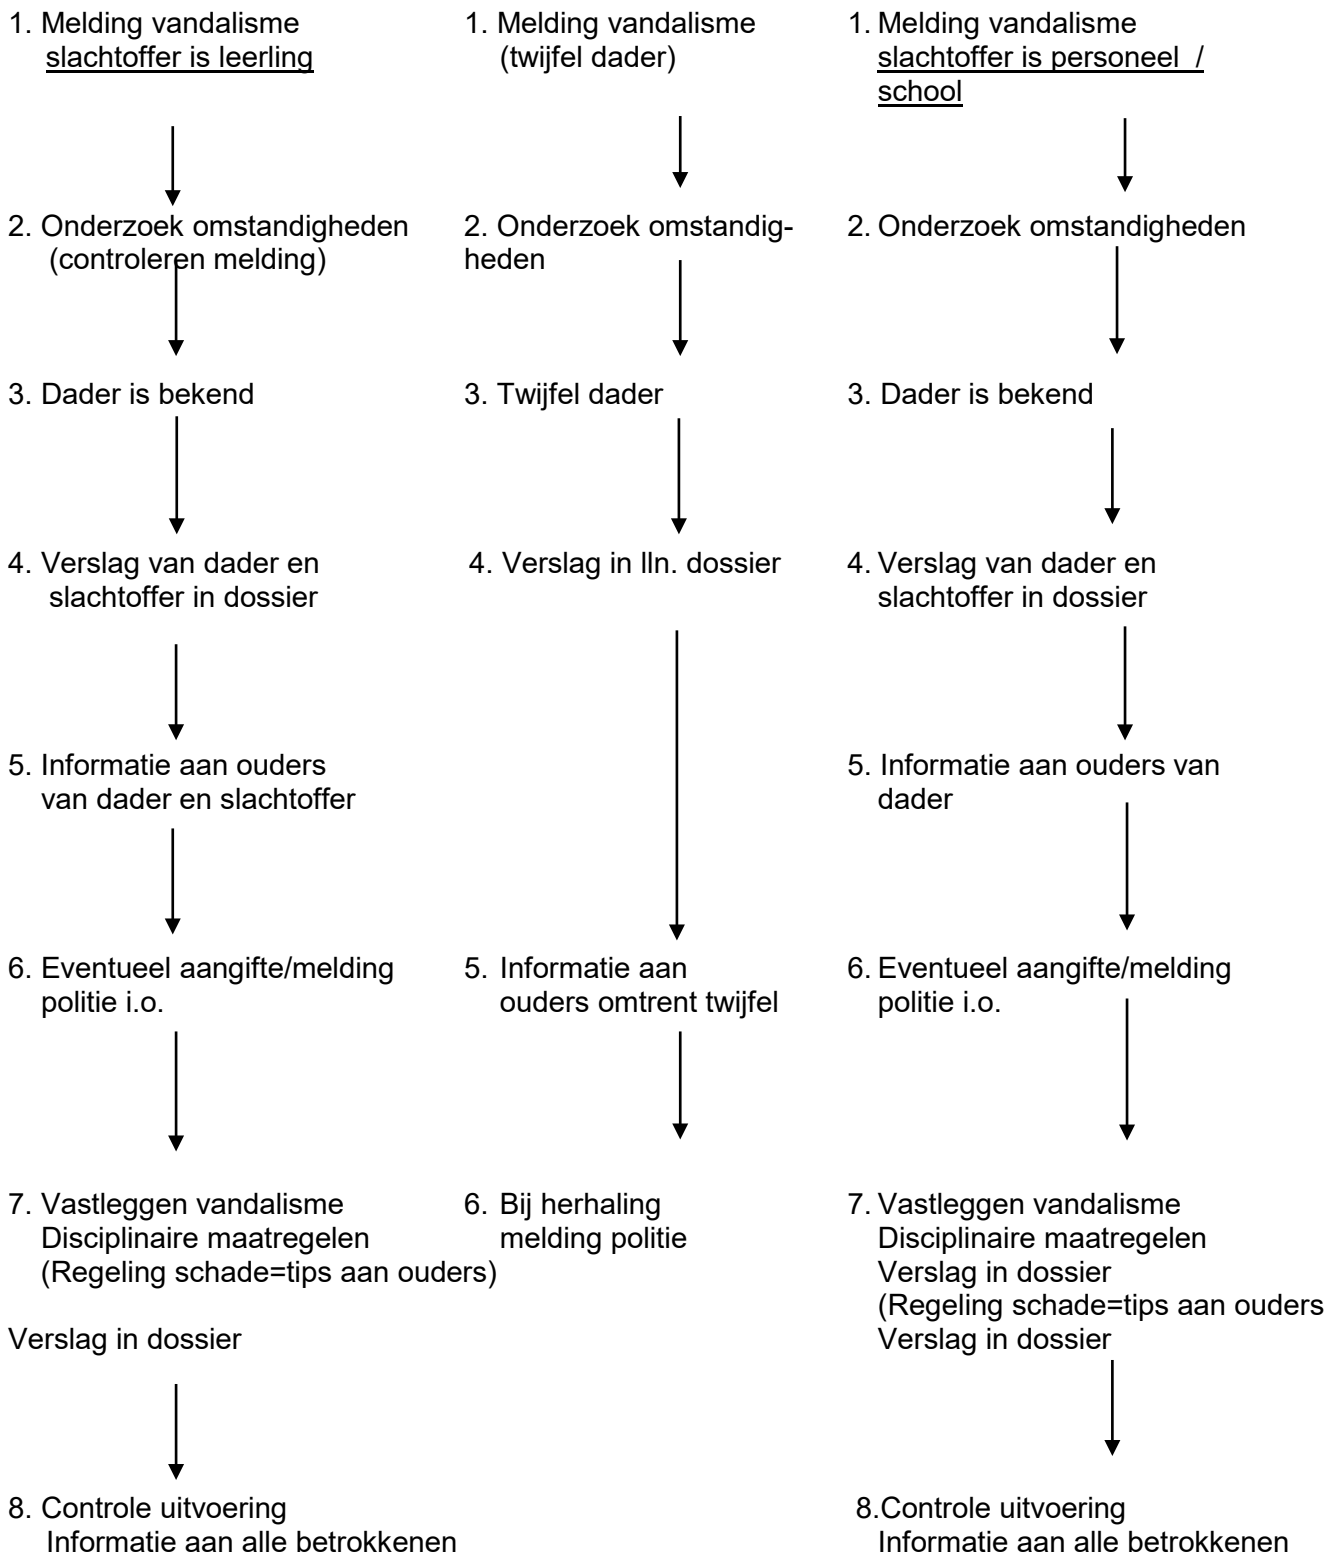 1. Melding vandalisme
slachtoffer is leerling
2. Onderzoek omstandigheden
(controleren melding)
3. Dader is bekend
4. Verslag van dader en
slachtoffer in dossier
5. Informatie aan ouders
van dader en slachtoffer
6. Eventueel aangifte/melding
politie i.o.
7. Vastleggen vandalisme
Disciplinaire maatregelen
(Regeling schade=tips aan ouders)
Verslag in dossier
8. Controle uitvoering
Informatie aan alle betrokkenen
1. Melding vandalisme
(twijfel dader)
2. Onderzoek omstandig-
heden
3. Twijfel dader
4. Verslag in lln. dossier
5. Informatie aan
ouders omtrent twijfel
6. Bij herhaling
melding politie
1. Melding vandalisme
slachtoffer is personeel /
school
2. Onderzoek omstandigheden
3. Dader is bekend
4. Verslag van dader en
slachtoffer in dossier
5. Informatie aan ouders van
dader
6. Eventueel aangifte/melding
politie i.o.
7. Vastleggen vandalisme
Disciplinaire maatregelen
Verslag in dossier
(Regeling schade=tips aan ouders
Verslag in dossier
8.Controle uitvoering
Informatie aan alle betrokkenen